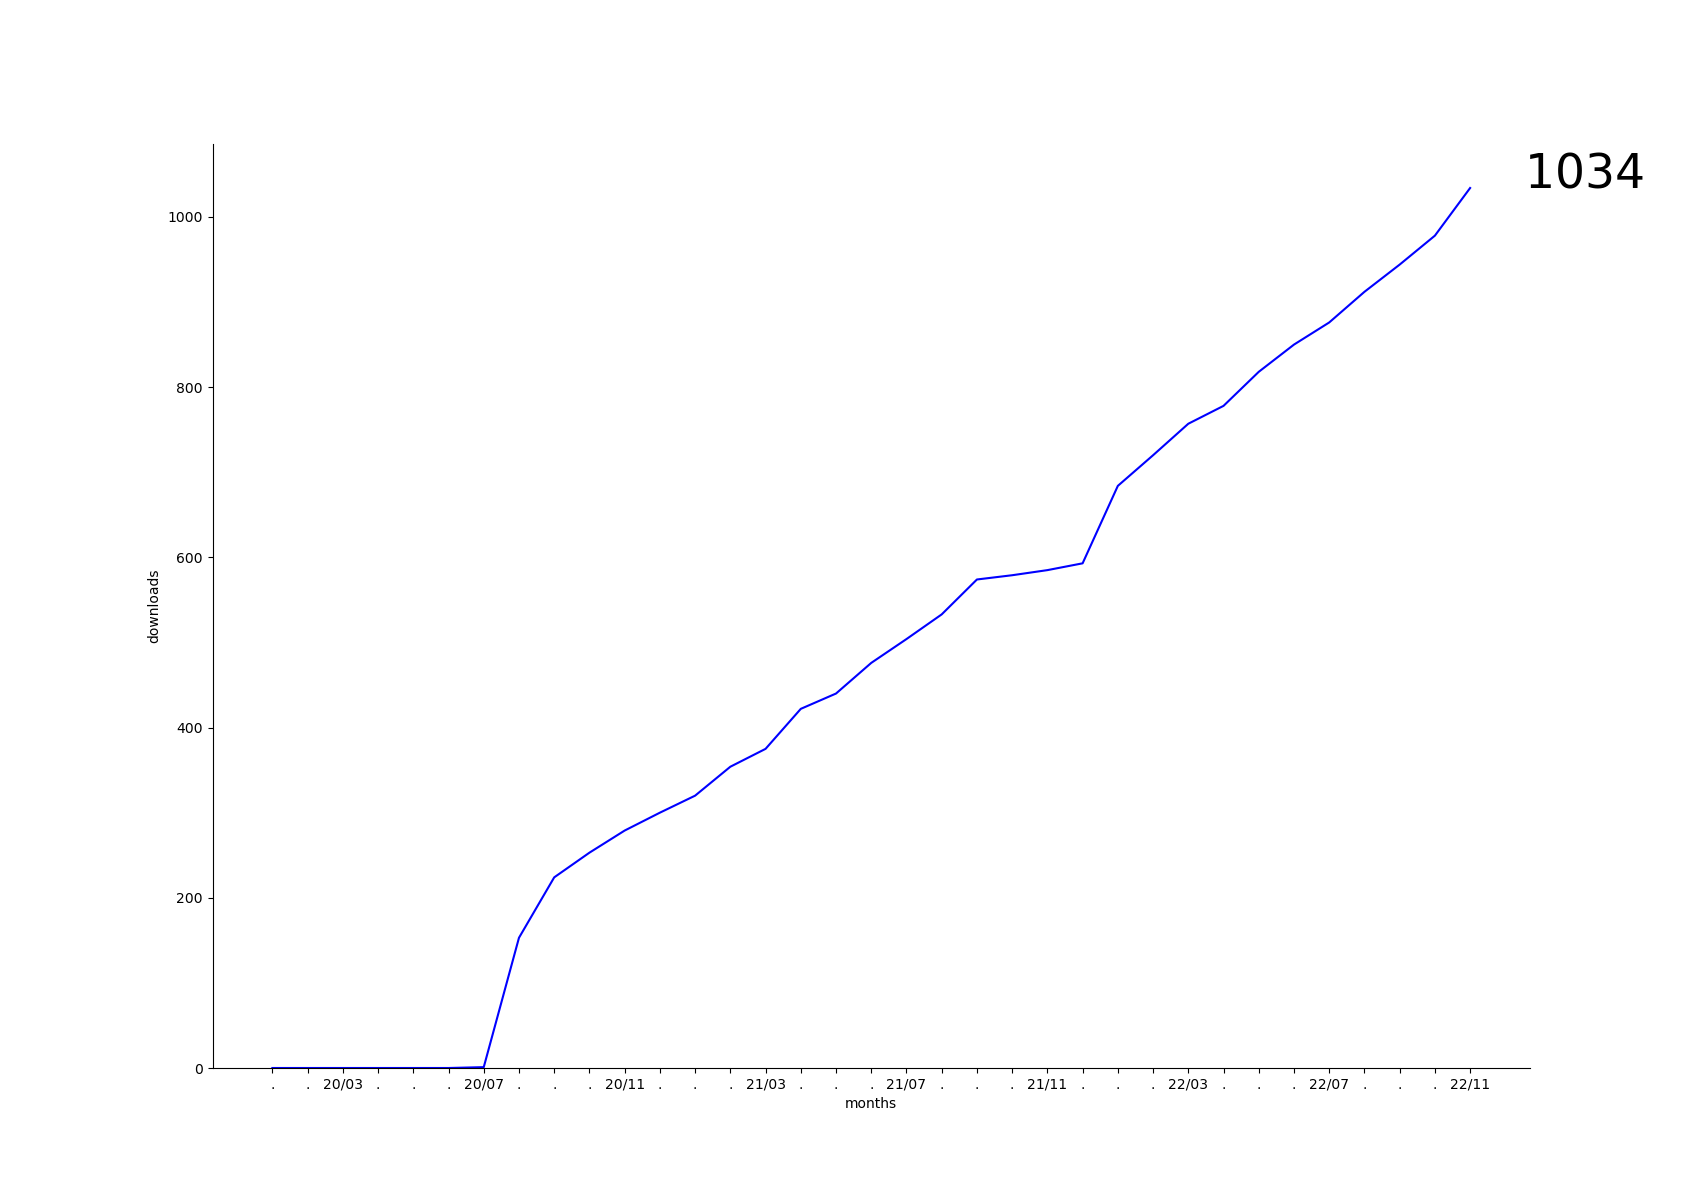 1034
1000
800
600
400
200
0
downloads
. . 20/03 . . . 20/07 . . . 20/11 . . . 21/03 . . . 21/07 . . . 21/11 . . . 22/03 . . . 22/07 . . . 22/11
months